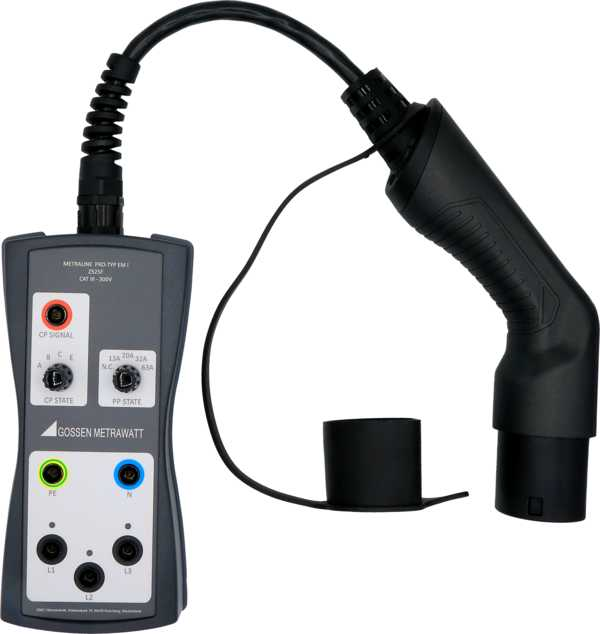 METRALINE PRO-TYP EM I
Z525F
CAT III - 300V
CP SIGNAL
A B C E
CP STATE
N.C. 13A 20A 32A 63A
PP STATE
GOSSEN METRAWATT
PE
N
L1
L2
L3